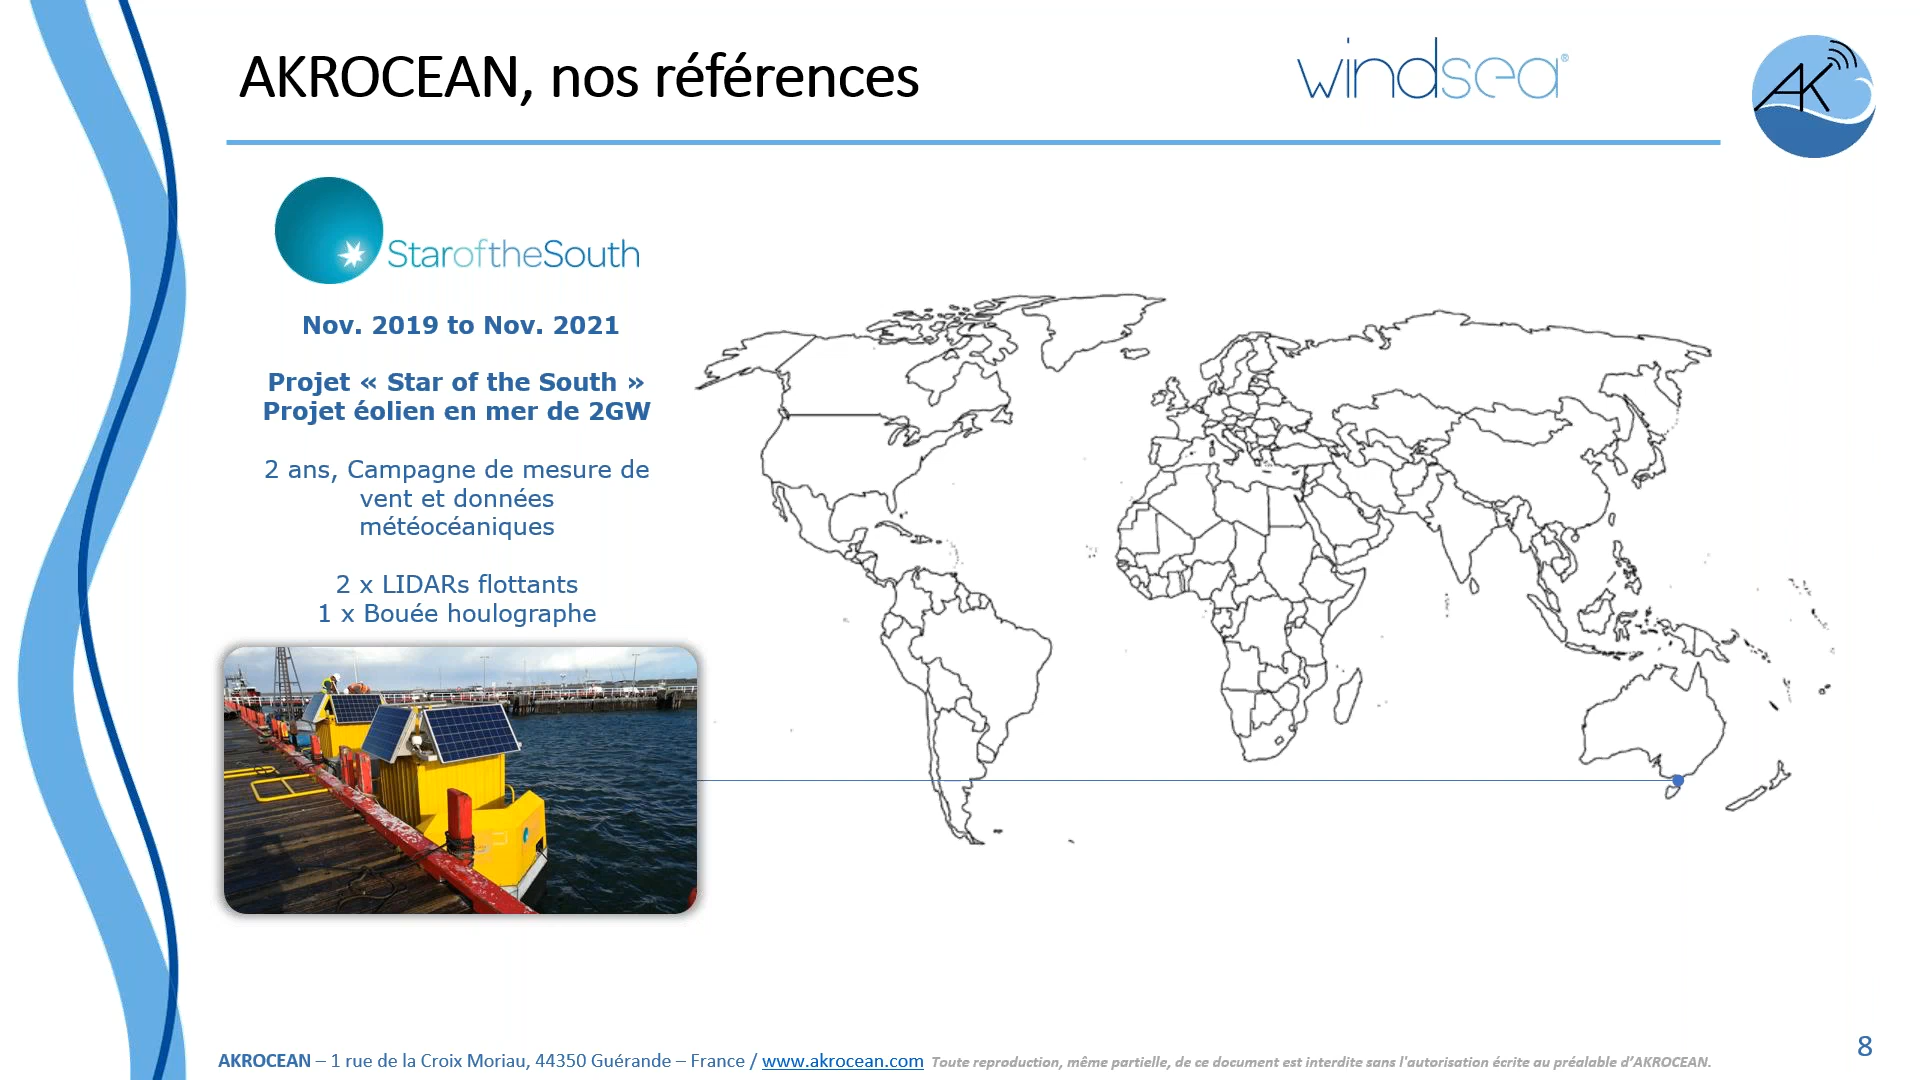 AKROCEAN, nos références
windsea®
AK
StaroftheSouth
Nov. 2019 to Nov. 2021
Projet « Star of the South »
Projet éolien en mer de 2GW
2 ans, Campagne de mesure de
vent et données
météocéaniques
2 x LIDARs flottants
1 x Bouée houlographe
AKROCEAN – 1 rue de la Croix Moriau, 44350 Guérande – France / www.akrocean.com Toute reproduction, même partielle, de ce document est interdite sans l'autorisation écrite au préalable d’AKROCEAN.
8